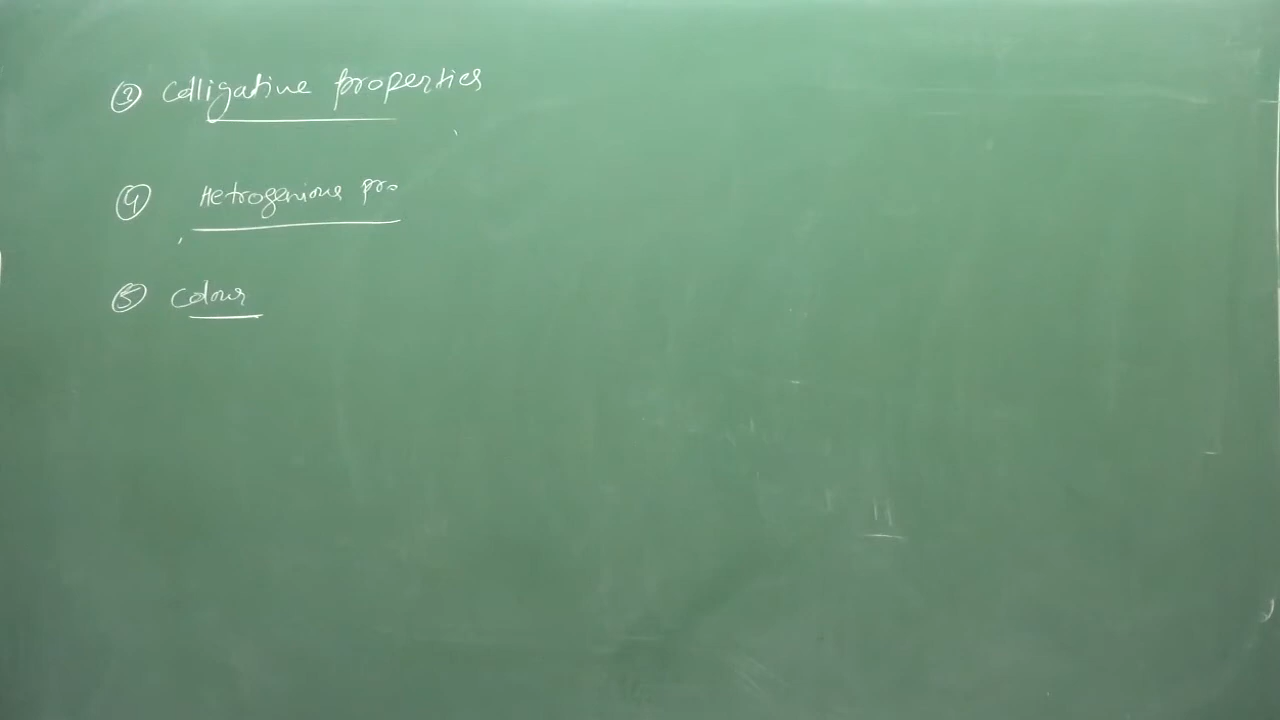 ③ Colligative properties
④ Hetrogenious pro
⑤ Colour